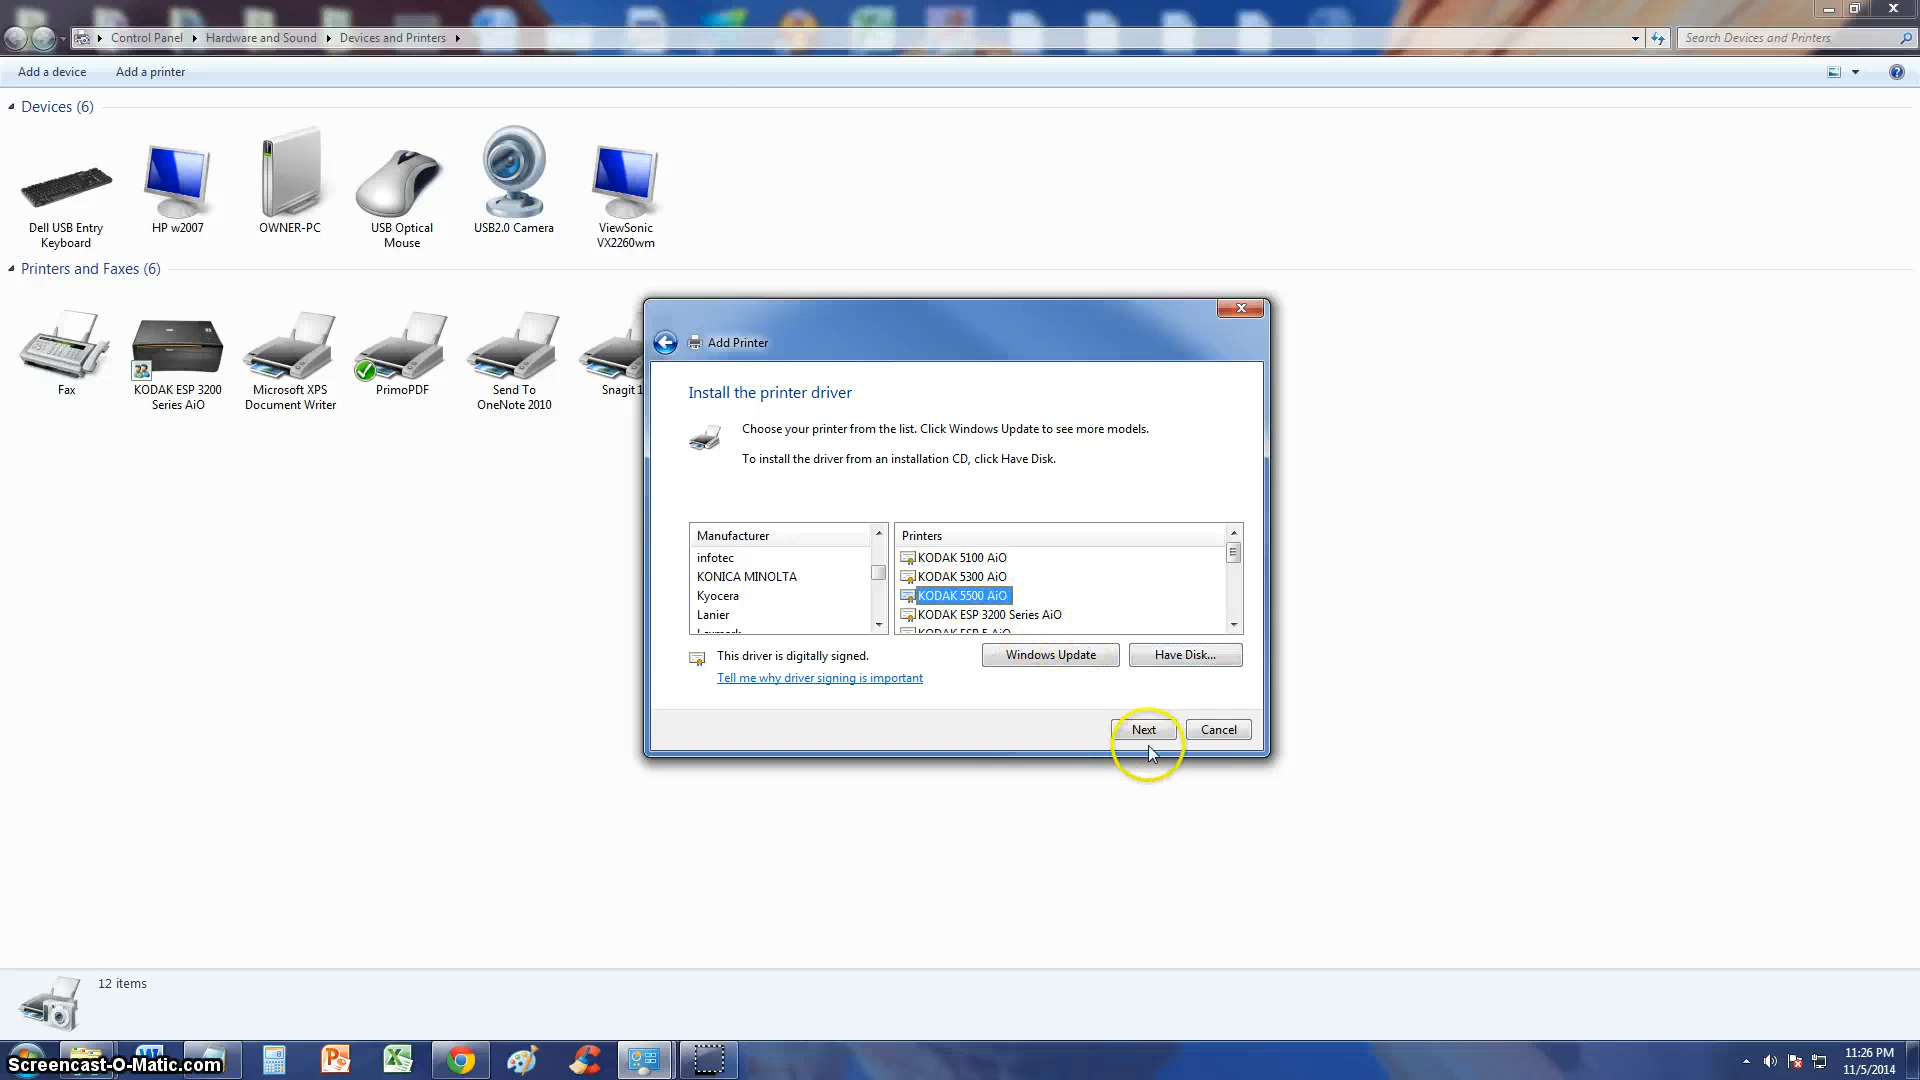 Control Panel
Hardware and Sound
Devices and Printers
Search Devices and Printers
Add a device
Add a printer
Devices (6)
Dell USB Entry
Keyboard
HP w2007
OWNER-PC
USB Optical
Mouse
USB2.0 Camera
ViewSonic
VX2260wm
Printers and Faxes (6)
Fax
KODAK ESP 3200
Series AiO
Microsoft XPS
Document Writer
PrimoPDF
Send To
OneNote 2010
Snagit 1
Add Printer
Install the printer driver
Choose your printer from the list. Click Windows Update to see more models.
To install the driver from an installation CD, click Have Disk.
Manufacturer
infotec
KONICA MINOLTA
Kyocera
Lanier
Lexmark
Printers
KODAK 5100 AiO
KODAK 5300 AiO
KODAK 5500 AiO
KODAK ESP 3200 Series AiO
KODAK ESP 5 AiO
This driver is digitally signed.
Tell me why driver signing is important
Windows Update
Have Disk...
Next
Cancel
12 items
Screencast-O-Matic.com
11:26 PM
11/5/2014